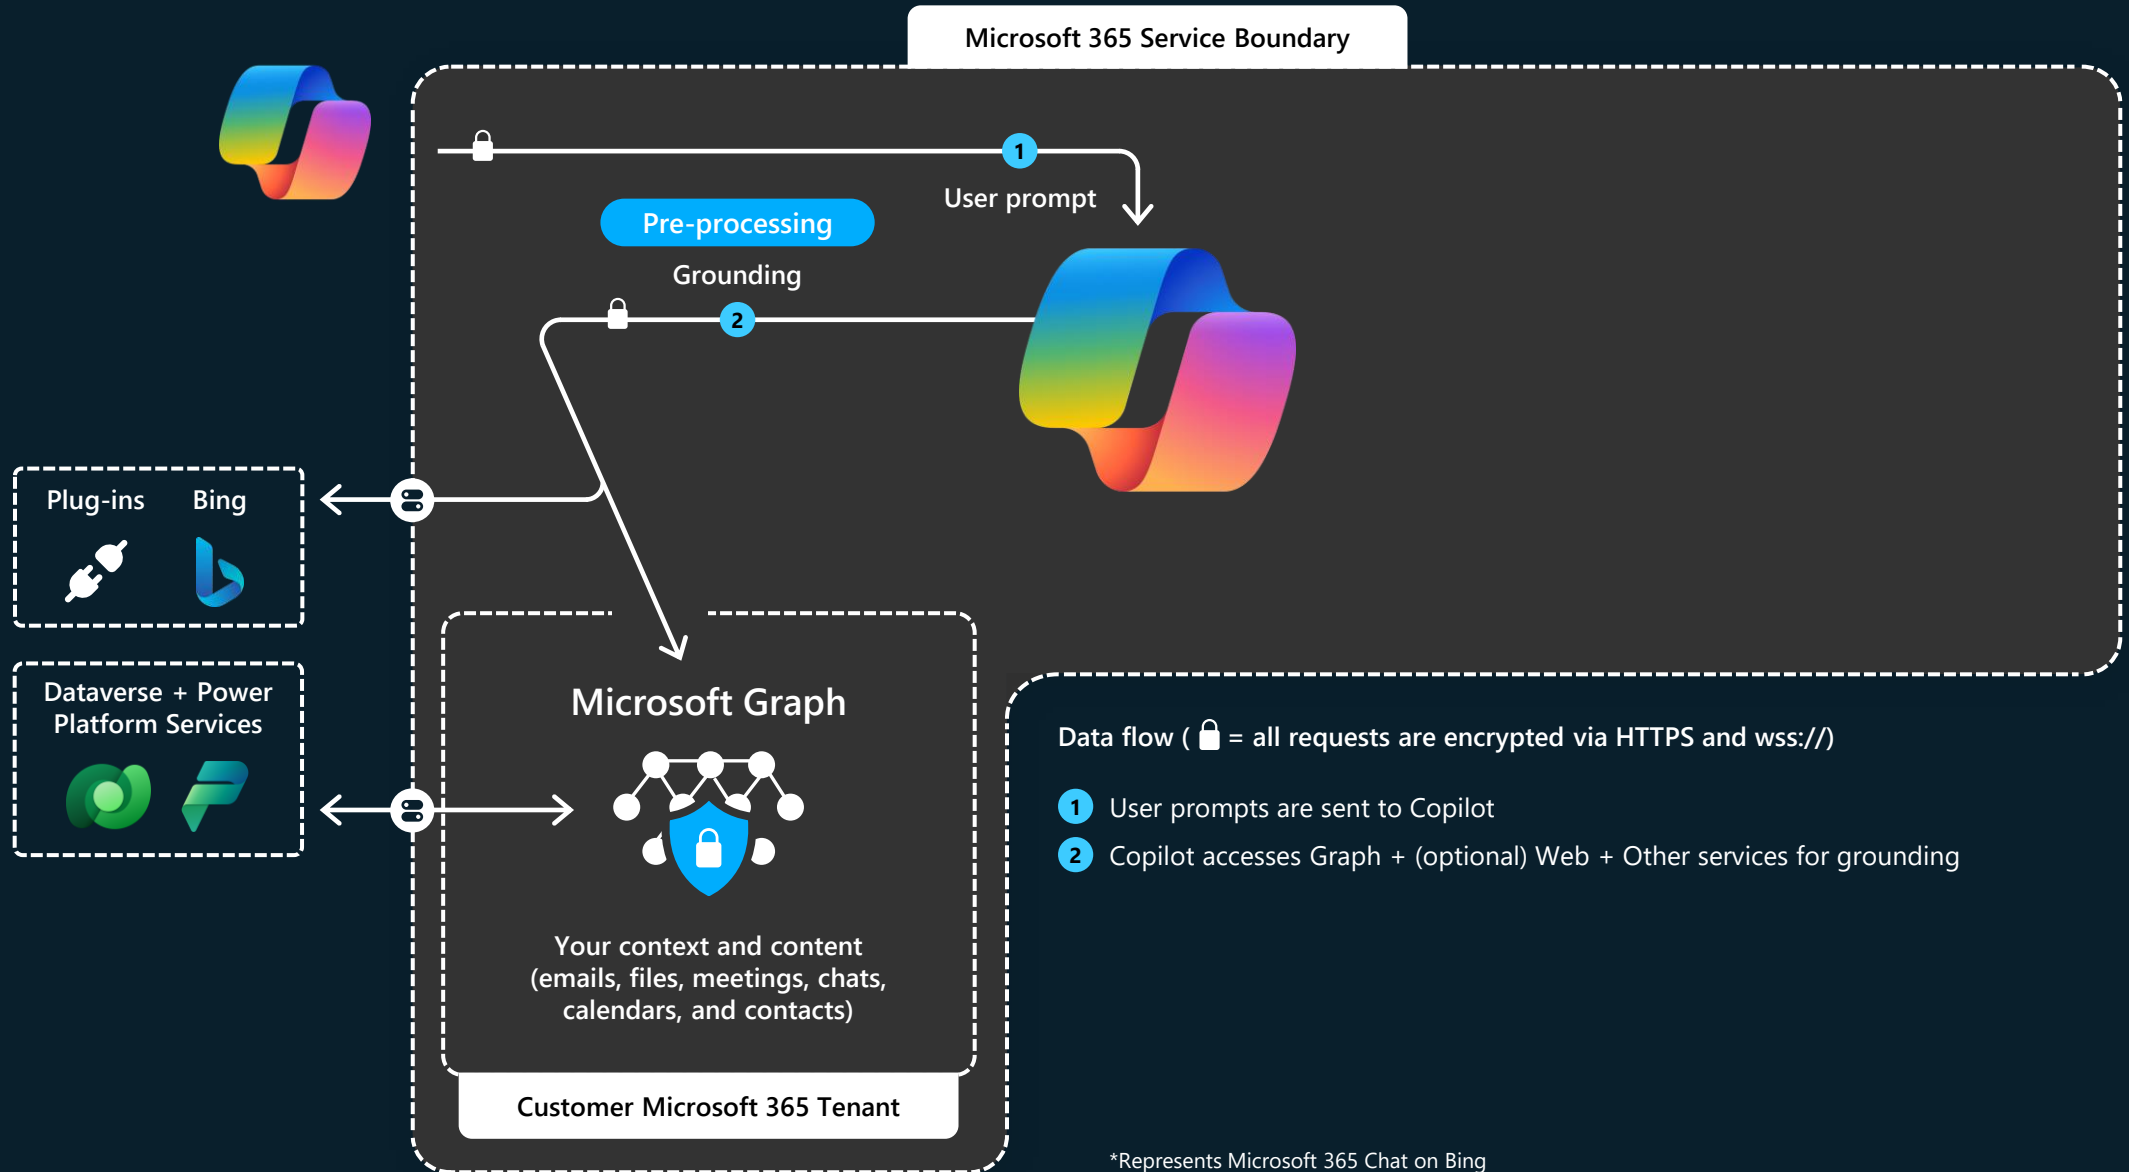 Microsoft 365 Service Boundary
1
User prompt
Pre-processing
Grounding
2
Plug-ins Bing
Dataverse + Power
Platform Services
Microsoft Graph
Your context and content
(emails, files, meetings, chats,
calendars, and contacts)
Customer Microsoft 365 Tenant
Data flow ( = all requests are encrypted via HTTPS and wss://)
1 User prompts are sent to Copilot
2 Copilot accesses Graph + (optional) Web + Other services for grounding
*Represents Microsoft 365 Chat on Bing